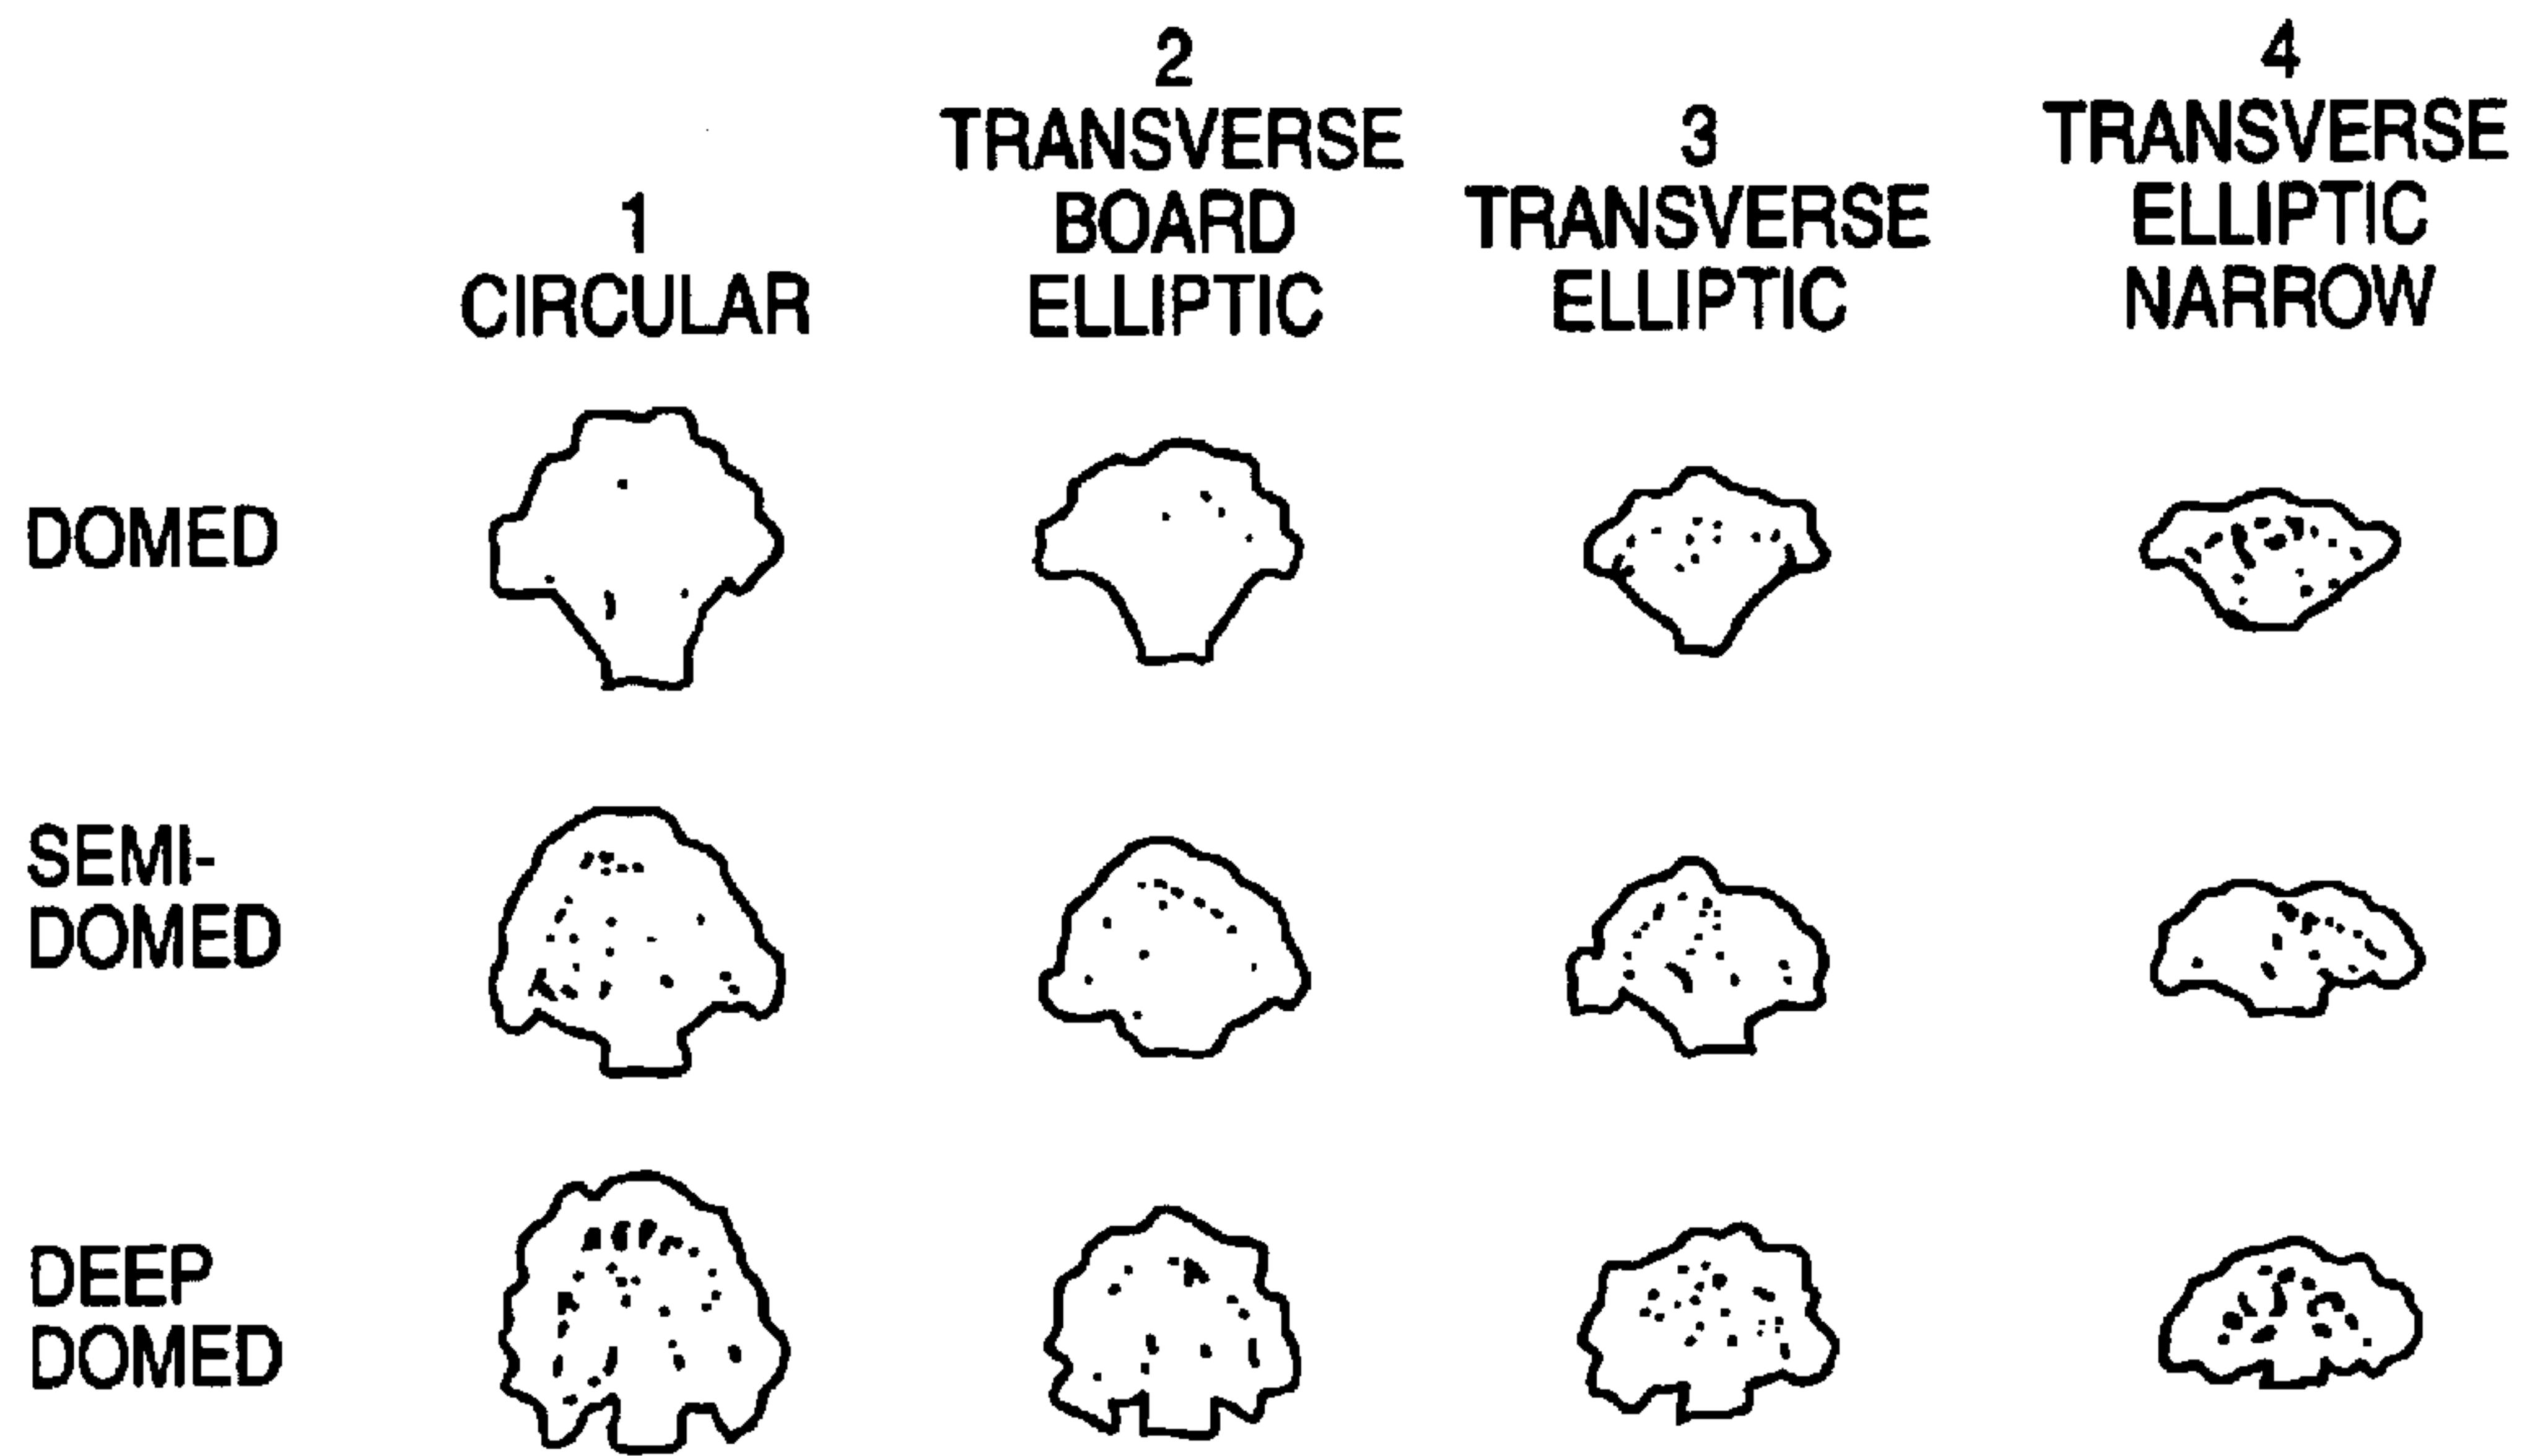 1
CIRCULAR
2
TRANSVERSE
BOARD
ELLIPTIC
3
TRANSVERSE
ELLIPTIC
4
TRANSVERSE
ELLIPTIC
NARROW
DOMED
SEMI-
DOMED
DEEP
DOMED